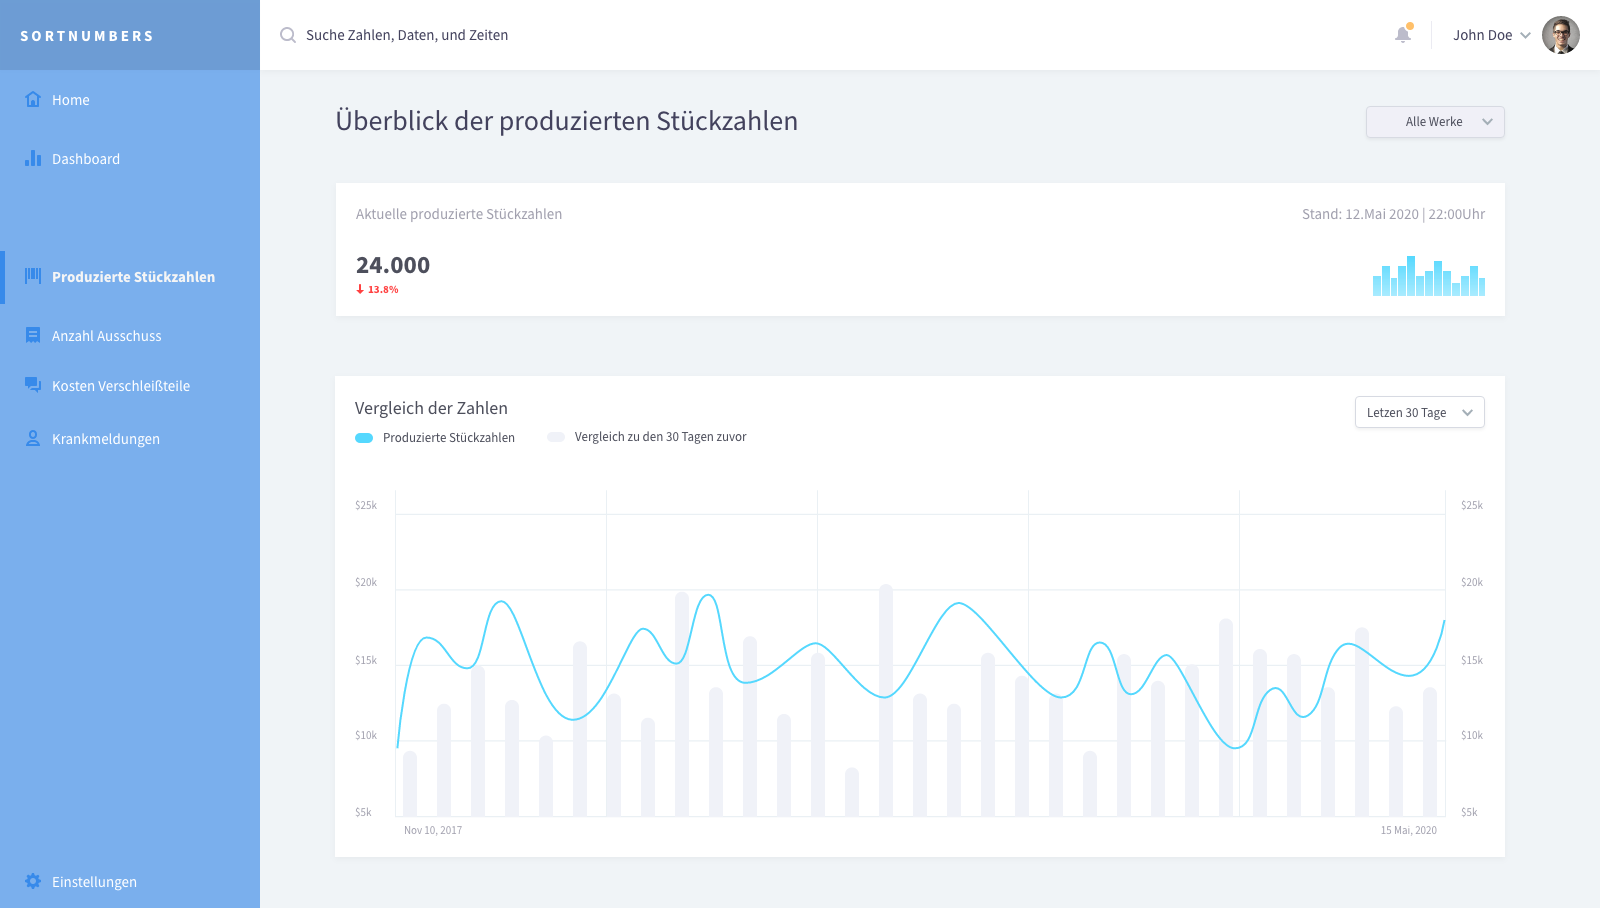 SORTNUMBERS
Suche Zahlen, Daten, und Zeiten
John Doe
Home
Dashboard
Produzierte Stückzahlen
Anzahl Ausschuss
Kosten Verschleißteile
Krankmeldungen
Einstellungen
Überblick der produzierten Stückzahlen
Alle Werke
Aktuelle produzierte Stückzahlen
Stand: 12.Mai 2020 | 22:00Uhr
24.000
13.8%
Vergleich der Zahlen
Letzen 30 Tage
Produzierte Stückzahlen
Vergleich zu den 30 Tagen zuvor
$25k
$25k
$20k
$20k
$15k
$15k
$10k
$10k
$5k
$5k
Nov 10, 2017
15 Mai, 2020